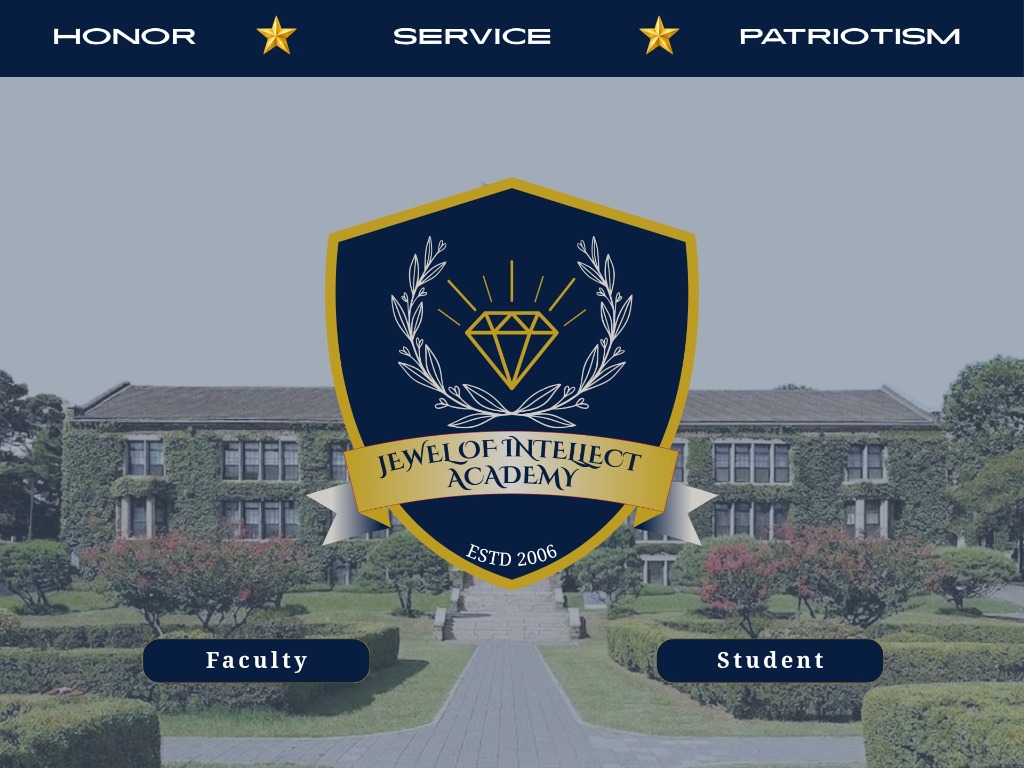 HONOR SERVICE PATRIOTISM
JEWEL OF INTELLECT
ACADEMY
ESTD 2006
Faculty Student